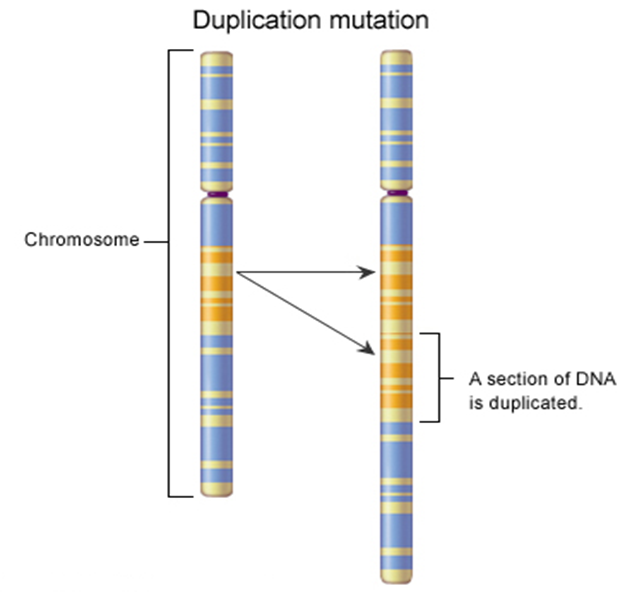 Duplication mutation
Chromosome
A section of DNA
is duplicated.